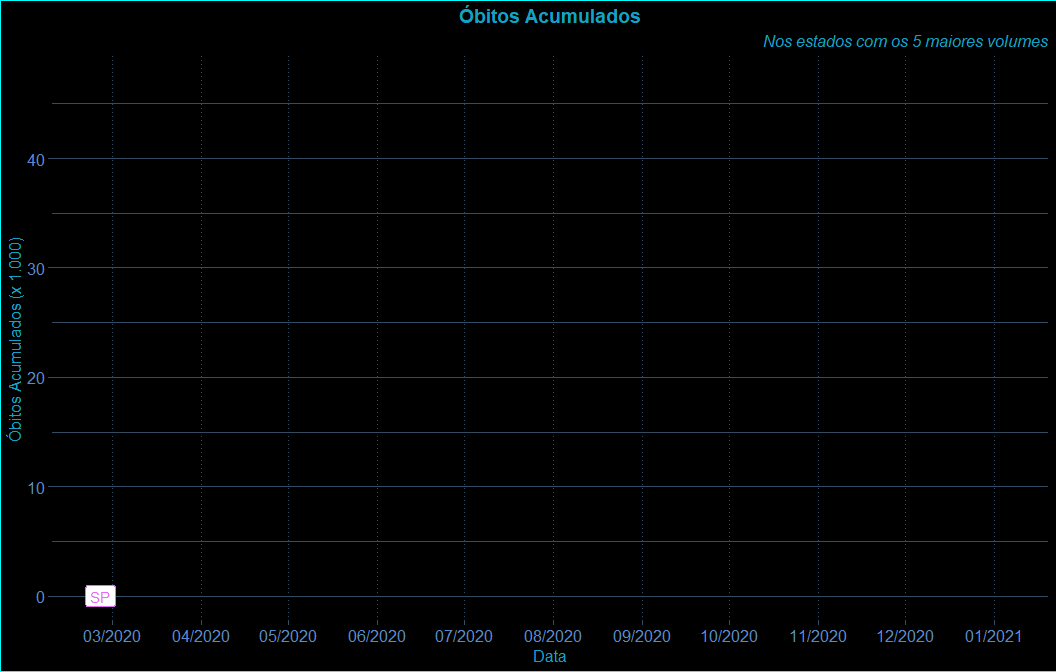 Óbitos Acumulados
Nos estados com os 5 maiores volumes
Óbitos Acumulados (x 1.000)
40
30
20
10
0
SP
03/2020 04/2020 05/2020 06/2020 07/2020 08/2020 09/2020 10/2020 11/2020 12/2020 01/2021
Data